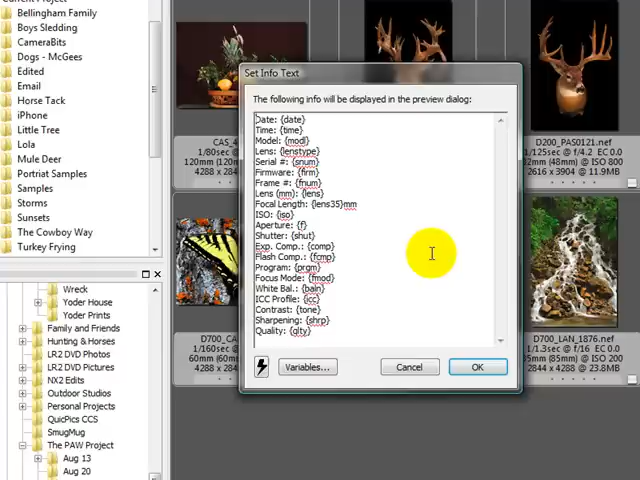 Current Project
Bellingham Family
Boys Sledding
CameraBits
Dogs - McGees
Edited
Email
Horse Tack
iPhone
Little Tree
Lola
Mule Deer
Portriat Samples
Samples
Storms
Sunsets
The Cowboy Way
Turkey Frying
Wreck
Yoder House
Yoder Prints
Family and Friends
Hunting & Horses
LR2 DVD Photos
LR2 DVD Pictures
NX2 Edits
Outdoor Studios
Personal Projects
QuicPics CCS
SmugMug
The PAW Project
Aug 13
Aug 20
CAS_4
1/80sec @
120mm (120
4288 x 284
D700_CA
1/160sec @
60mm (60m
4288 x 284
Set Info Text
The following info will be displayed in the preview dialog:
Date: {date}
Time: {time}
Model: {modl}
Lens: {lenstype}
Serial #: {snum}
Firmware: {firm}
Frame #: {fnum}
Lens (mm): {lens}
Focal Length: {lens35}mm
ISO: {iso}
Aperture: {f}
Shutter: {shut}
Exp. Comp.: {comp}
Flash Comp.: {fcmp}
Program: {prgm}
Focus Mode: {fmod}
White Bal.: {baln}
ICC Profile: {icc}
Contrast: {tone}
Sharpening: {shrp}
Quality: {qlty}
Variables...
Cancel
OK
D200_PAS0121.nef
/125sec @ f/4.2 EC 0.0
(48mm) @ ISO 800
2616 x 3904 @ 11.9MB
D700_LAN_1876.nef
/1.3sec @ f/16 EC 0.0
(85mm) @ ISO 200
2844 x 4288 @ 23.8MB